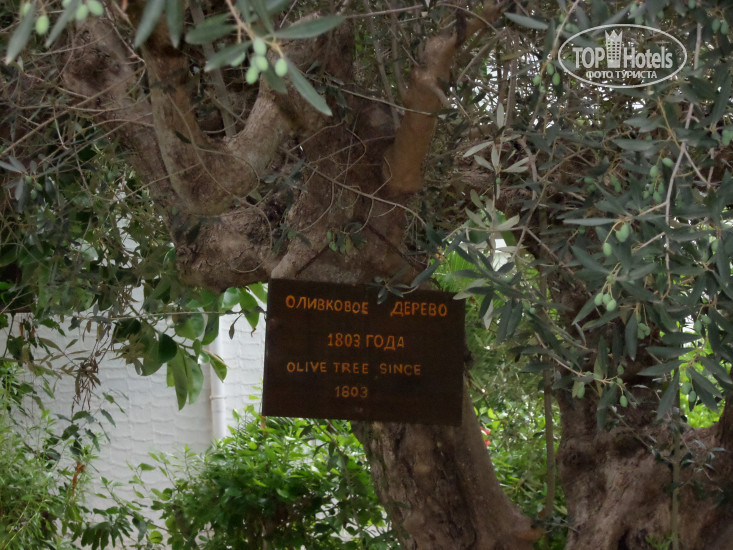 TOP Hotels
ФОТО ТУРИСТА
ОЛИВКОВОЕ ДЕРЕВО
1803 ГОДА
OLIVE TREE SINCE
1803